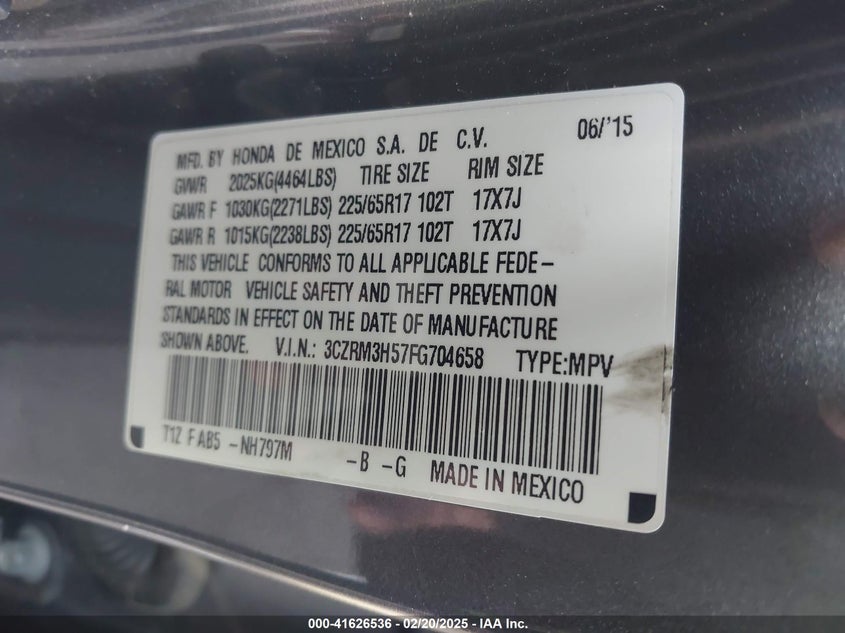 MFD. BY HONDA DE MEXICO S.A. DE C.V. 06/'15
GVWR 2025KG(4464LBS) TIRE SIZE RIM SIZE
GAWR F 1030KG(2271LBS) 225/65R17 102T 17X7J
GAWR R 1015KG(2238LBS) 225/65R17 102T 17X7J
THIS VEHICLE CONFORMS TO ALL APPLICABLE FEDE-
RAL MOTOR VEHICLE SAFETY AND THEFT PREVENTION
STANDARDS IN EFFECT ON THE DATE OF MANUFACTURE
SHOWN ABOVE. V.I.N.: 3CZRM3H57FG704658 TYPE:MPV
T1Z F AB5 -NH797M -B -G MADE IN MEXICO
000-41626536 - 02/20/2025 - IAA Inc.